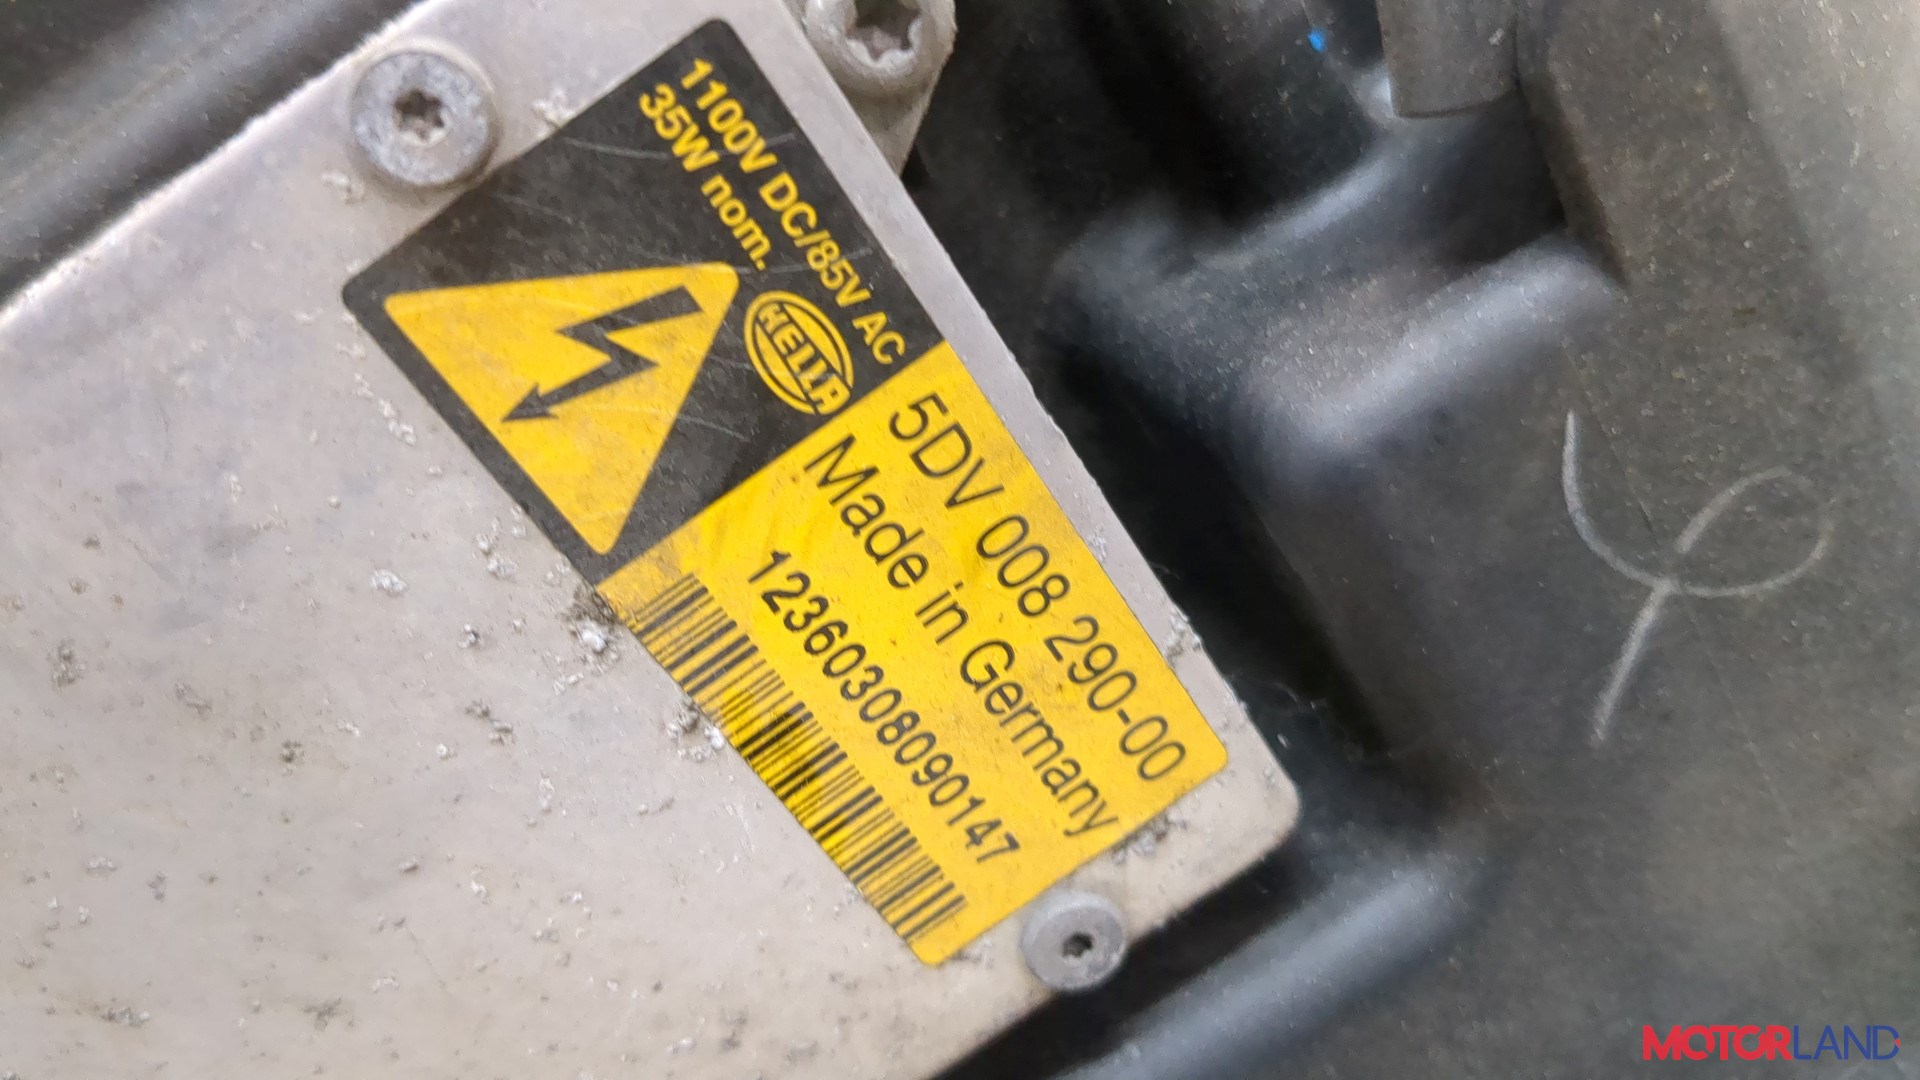 1100V DC/85V AC
35W nom.
HELLA
5DV 008 290-00
Made in Germany
12360308090147
MOTORLAND